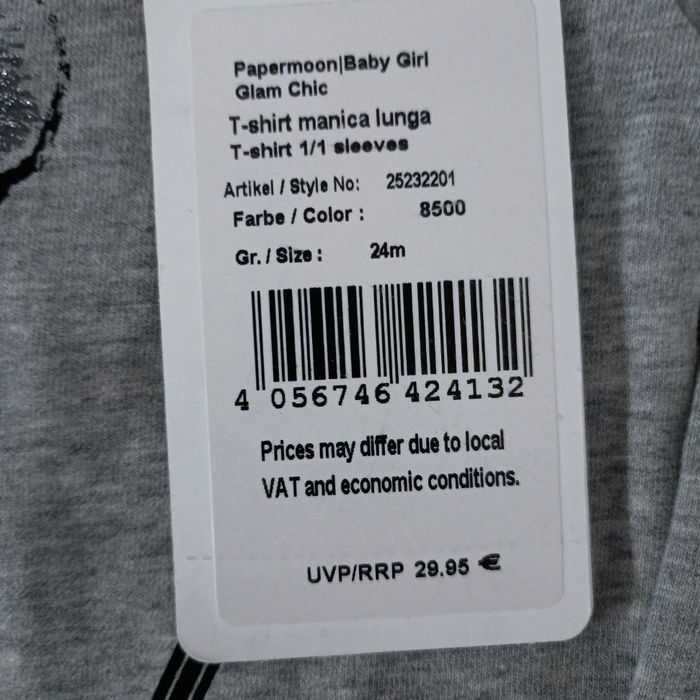 Papermoon|Baby Girl
Glam Chic
T-shirt manica lunga
T-shirt 1/1 sleeves
Artikel / Style No: 25232201
Farbe / Color : 8500
Gr. / Size : 24m
4 056746 424132
Prices may differ due to local
VAT and economic conditions.
UVP/RRP 29.95 €